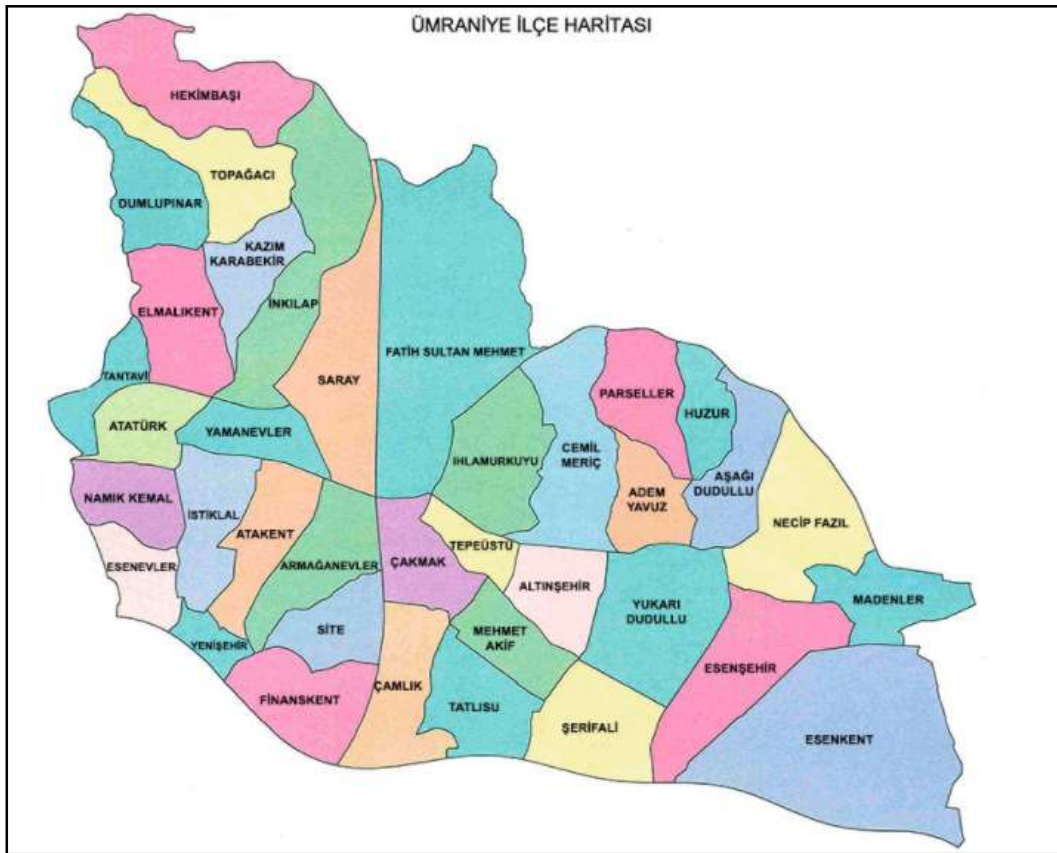 ÜMRANİYE İLÇE HARİTASI
HEKİMBAŞI
TOPAĞACI
DUMLUPINAR
KAZIM
KARABEKİR
ELMALIKENT
İNKILAP
FATİH SULTAN MEHMET
TANTAVİ
SARAY
PARSELLER
HUZUR
ATATÜRK
YAMANEVLER
IHLAMURKUYU
CEMİL
MERİÇ
AŞAĞI
DUDULLU
NAMIK KEMAL
İSTİKLAL
ATAKENT
ADEM
YAVUZ
NECİP FAZIL
ESENEVLER
ARMAĞANEVLER
ÇAKMAK
TEPEÜSTÜ
ALTINŞEHİR
YUKARI
DUDULLU
MADENLER
YENİŞEHİR
SİTE
MEHMET
AKİF
ESENŞEHİR
FİNANSKENT
ÇAMLIK
TATLISU
ŞERİFALİ
ESENKENT